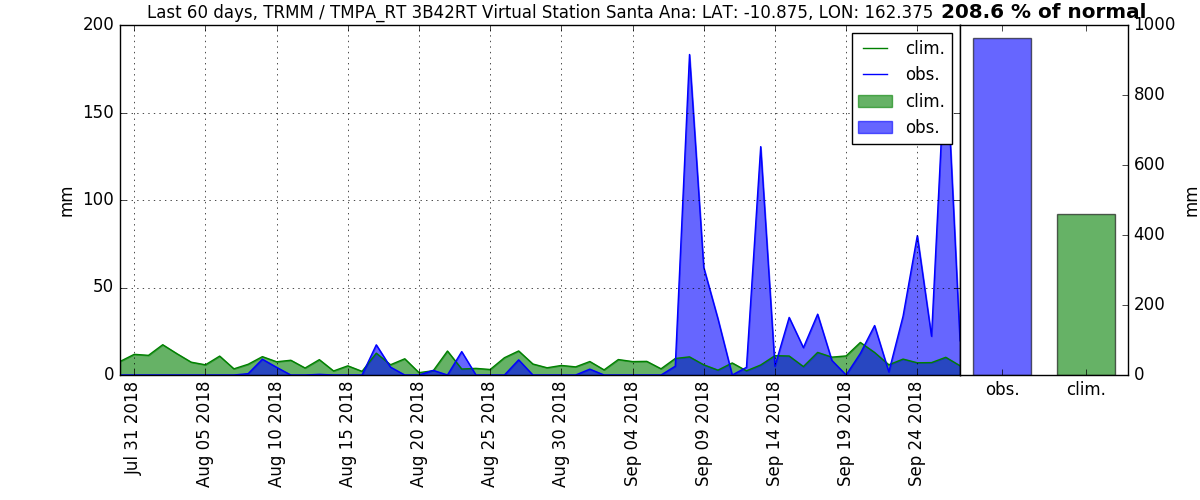 Last 60 days, TRMM / TMPA_RT 3B42RT Virtual Station Santa Ana: LAT: -10.875, LON: 162.375 208.6 % of normal
200
150
100
50
0
mm
clim.
obs.
clim.
obs.
1000
800
600
400
200
0
mm
Jul 31 2018
Aug 05 2018
Aug 10 2018
Aug 15 2018
Aug 20 2018
Aug 25 2018
Aug 30 2018
Sep 04 2018
Sep 09 2018
Sep 14 2018
Sep 19 2018
Sep 24 2018
obs.
clim.